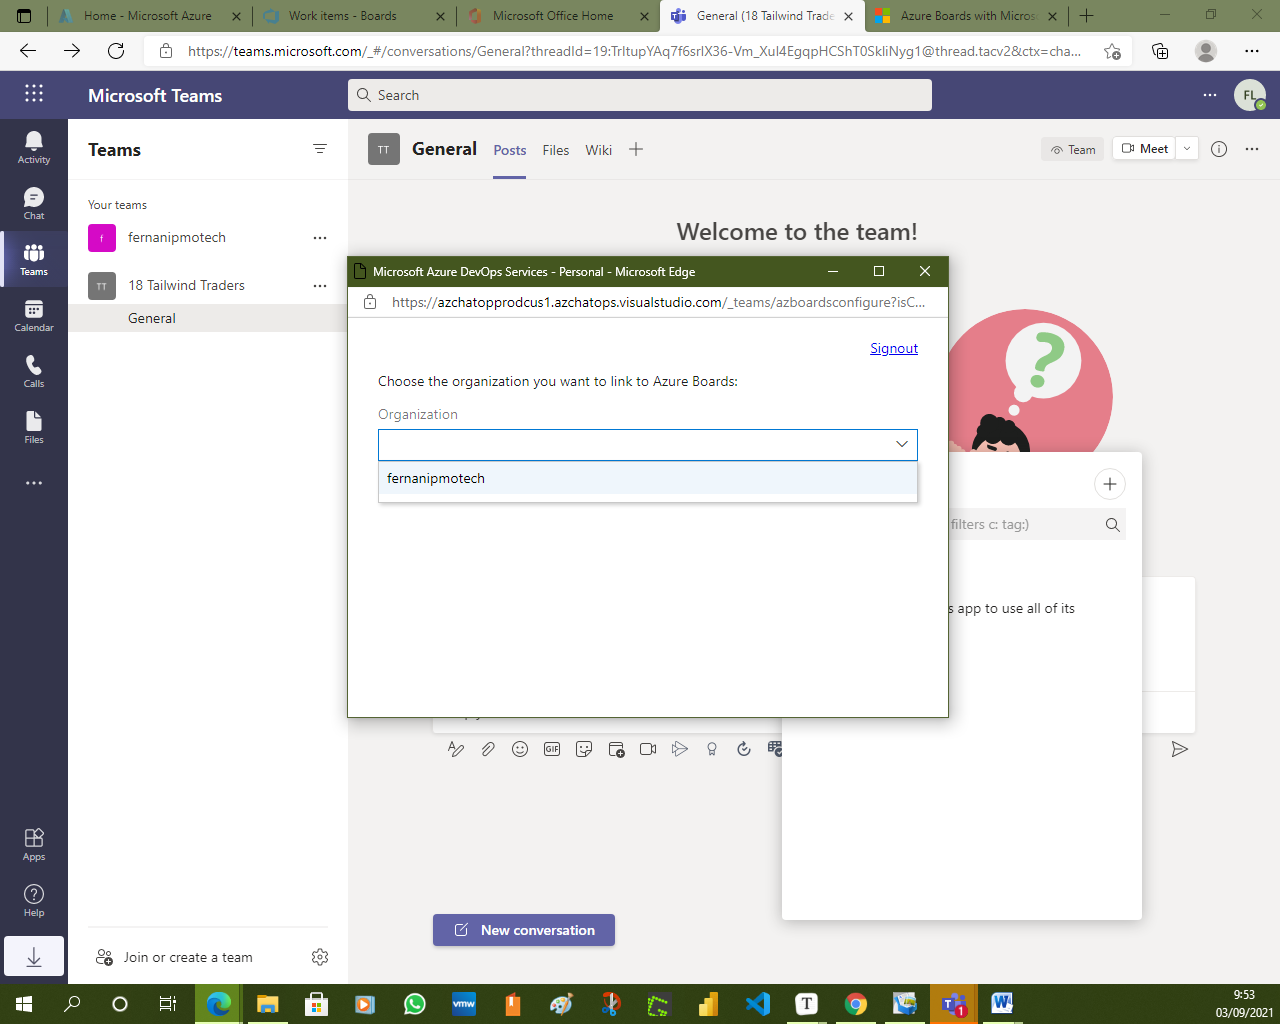 Home - Microsoft Azure
Work items - Boards
Microsoft Office Home
General (18 Tailwind Trade
Azure Boards with Micros
https://teams.microsoft.com/_#/conversations/General?threadId=19:TrItupYAq7f6srlX36-Vm_Xul4EgqpHCShT0SkliNyg1@thread.tacv2&ctx=cha...
Microsoft Teams
Search
FL
Activity
Chat
Teams
Calendar
Calls
Files
Apps
Help
Teams
Your teams
f
fernanipmotech
TT
18 Tailwind Traders
General
Join or create a team
TT
General
Posts
Files
Wiki
Team
Meet
Welcome to the team!
Microsoft Azure DevOps Services - Personal - Microsoft Edge
https://azchatopprodcus1.azchatops.visualstudio.com/_teams/azboardsconfigure?isC...
Signout
Choose the organization you want to link to Azure Boards:
Organization
fernanipmotech
filters c: tag:)
s app to use all of its
GIF
New conversation
vmw
T
1
W
9:53
03/09/2021